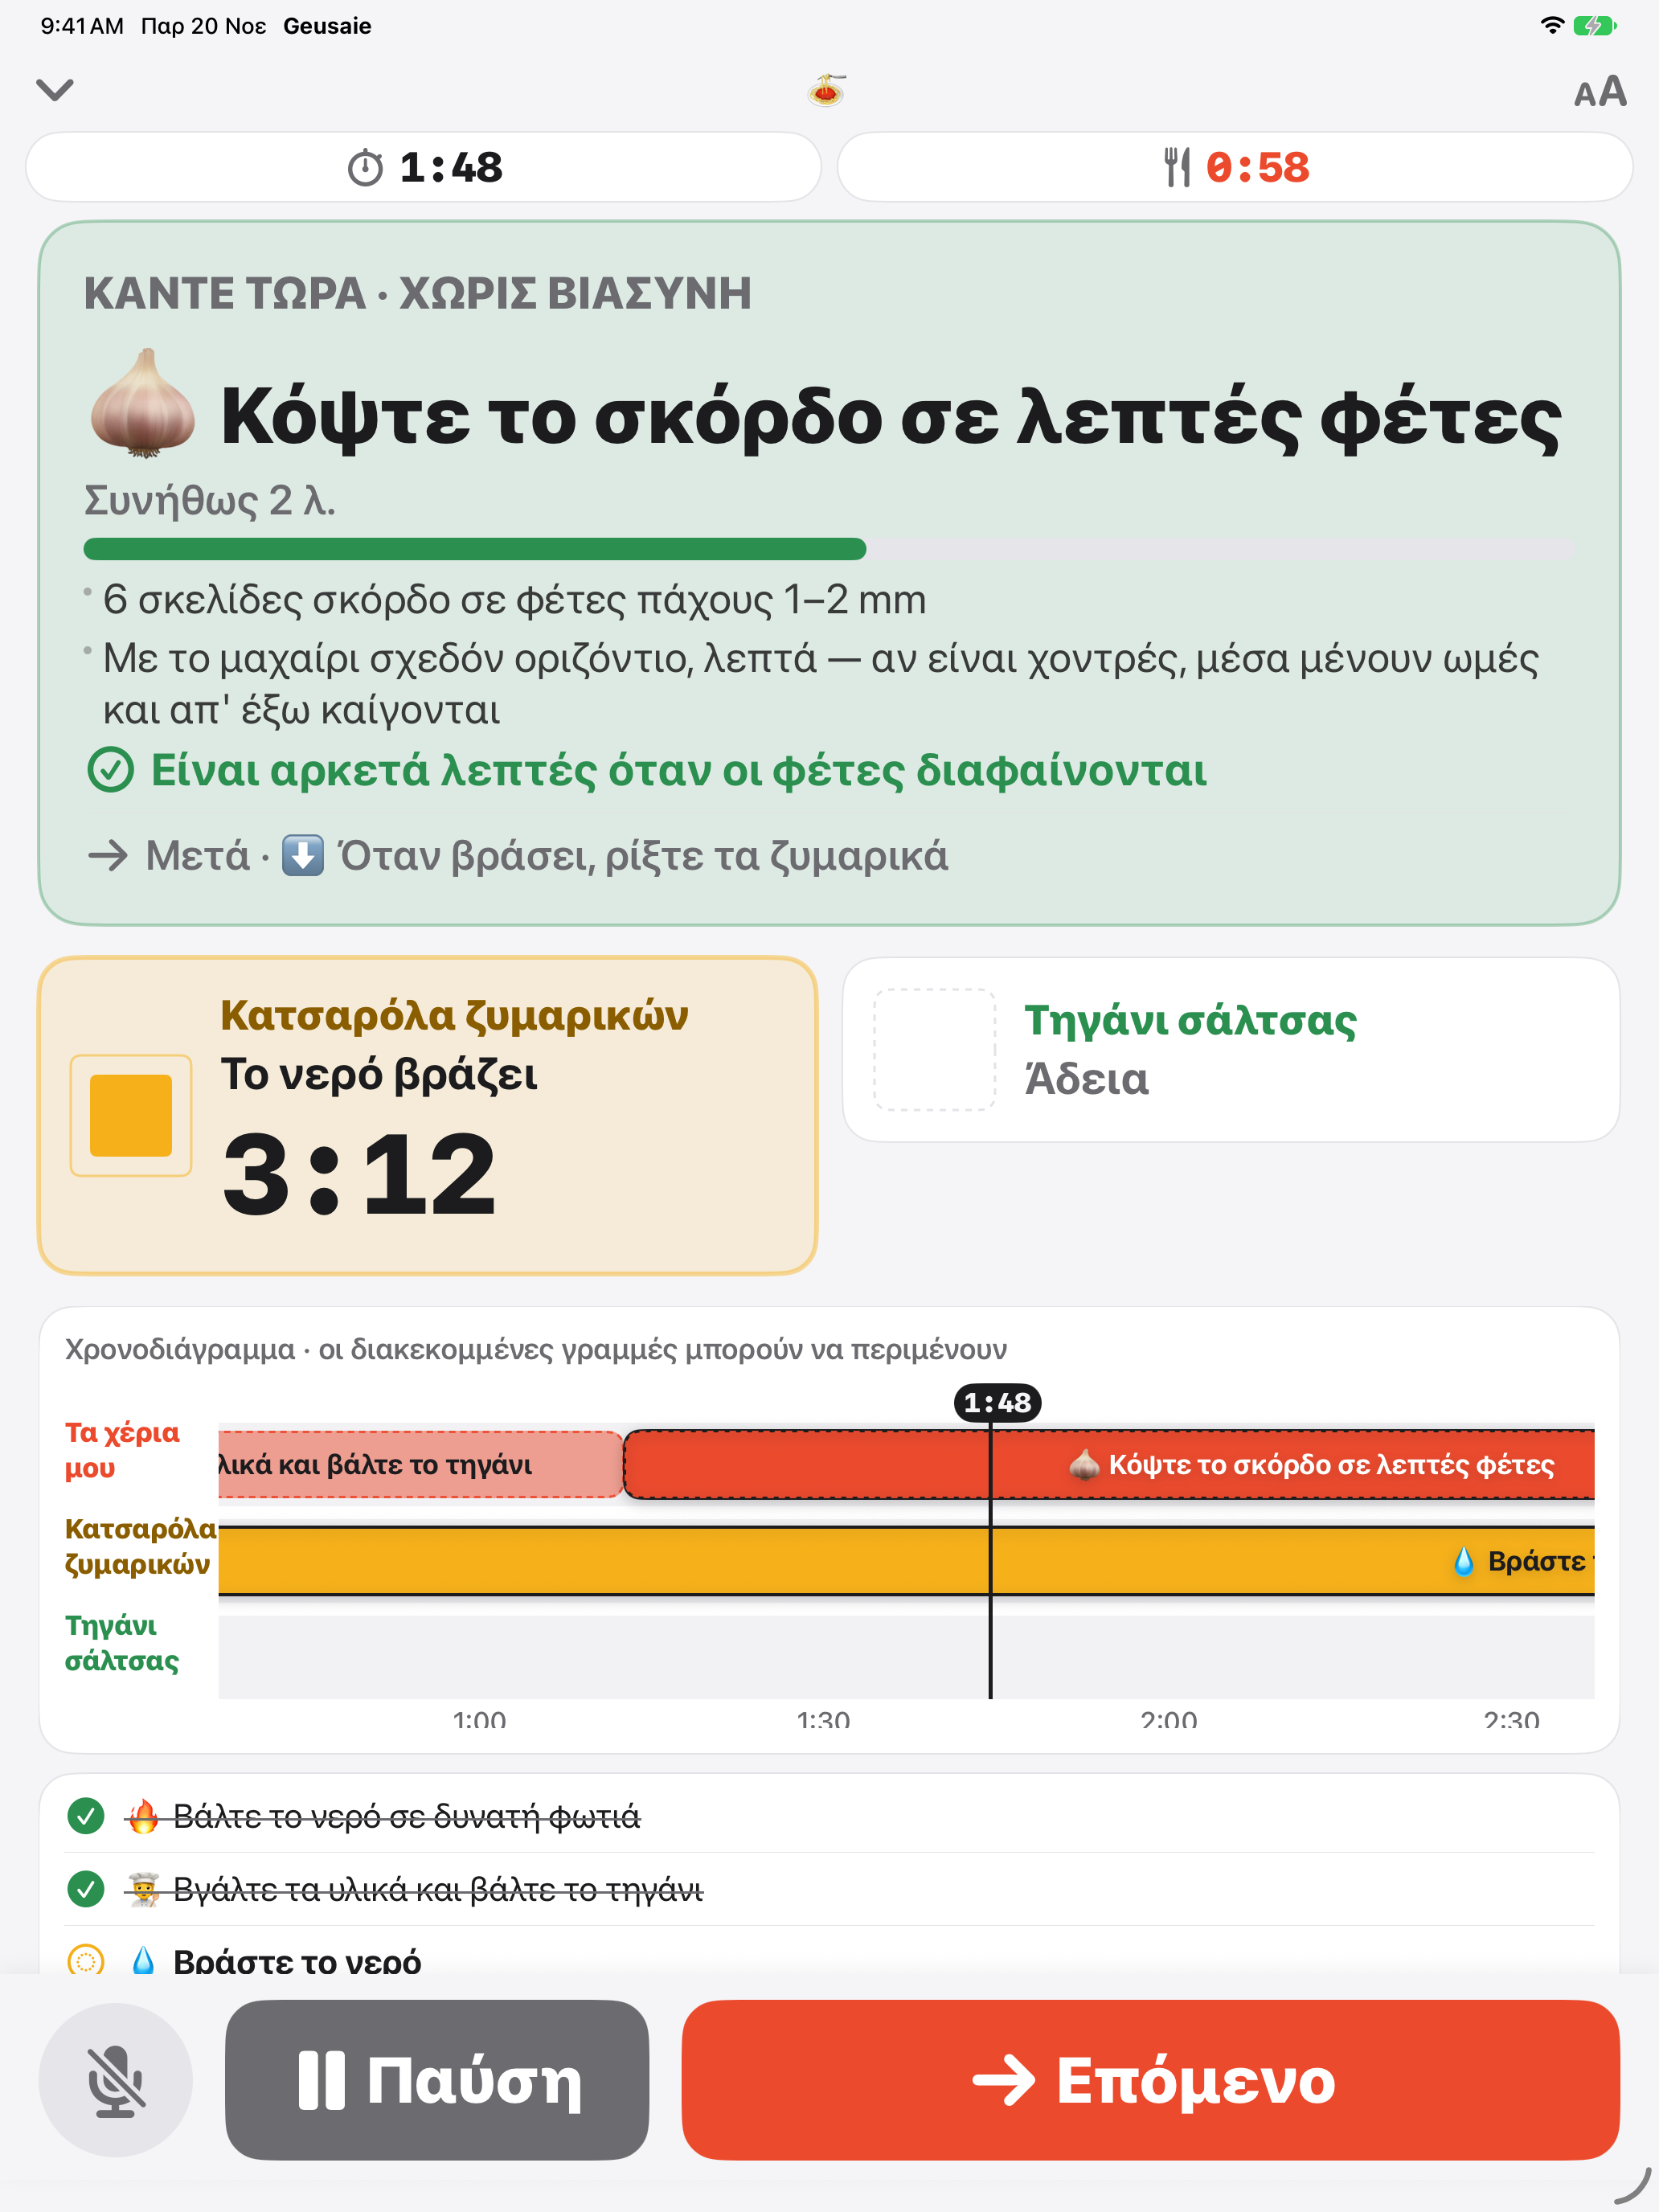 9:41 AM Παρ 20 Νοε Geusaie
AA
1:48
0:58
ΚΑΝΤΕ ΤΩΡΑ · ΧΩΡΙΣ ΒΙΑΣΥΝΗ
Κόψτε το σκόρδο σε λεπτές φέτες
Συνήθως 2 λ.
• 6 σκελίδες σκόρδο σε φέτες πάχους 1–2 mm
• Με το μαχαίρι σχεδόν οριζόντιο, λεπτά — αν είναι χοντρές, μέσα μένουν ωμές
και απ' έξω καίγονται
Είναι αρκετά λεπτές όταν οι φέτες διαφαίνονται
→ Μετά · ⬇️ Όταν βράσει, ρίξτε τα ζυμαρικά
Κατσαρόλα ζυμαρικών
Το νερό βράζει
3:12
Τηγάνι σάλτσας
Άδεια
Χρονοδιάγραμμα · οι διακεκομμένες γραμμές μπορούν να περιμένουν
1:48
Τα χέρια
μου
λικά και βάλτε το τηγάνι
Κόψτε το σκόρδο σε λεπτές φέτες
Κατσαρόλα
ζυμαρικών
Βράστε
Τηγάνι
σάλτσας
1:00 1:30 2:00 2:30
Βάλτε το νερό σε δυνατή φωτιά
Βγάλτε τα υλικά και βάλτε το τηγάνι
Βράστε το νερό
Παύση
→ Επόμενο